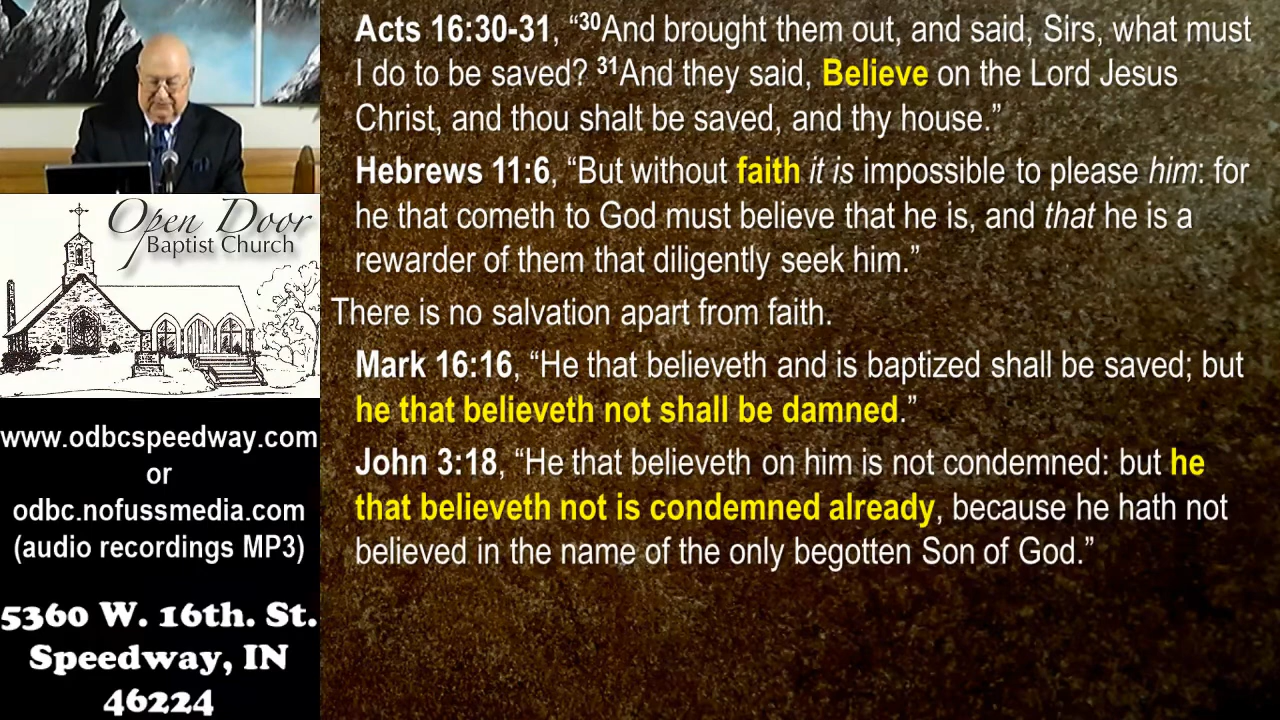 Acts 16:30-31, “30And brought them out, and said, Sirs, what must
I do to be saved? 31And they said, Believe on the Lord Jesus
Christ, and thou shalt be saved, and thy house.”
Hebrews 11:6, “But without faith it is impossible to please him: for
he that cometh to God must believe that he is, and that he is a
rewarder of them that diligently seek him.”
There is no salvation apart from faith.
Mark 16:16, “He that believeth and is baptized shall be saved; but
he that believeth not shall be damned.”
John 3:18, “He that believeth on him is not condemned: but he
that believeth not is condemned already, because he hath not
believed in the name of the only begotten Son of God.”
Open Door
Baptist Church
www.odbcspeedway.com
or
odbc.nofussmedia.com
(audio recordings MP3)
5360 W. 16th. St.
Speedway, IN
46224